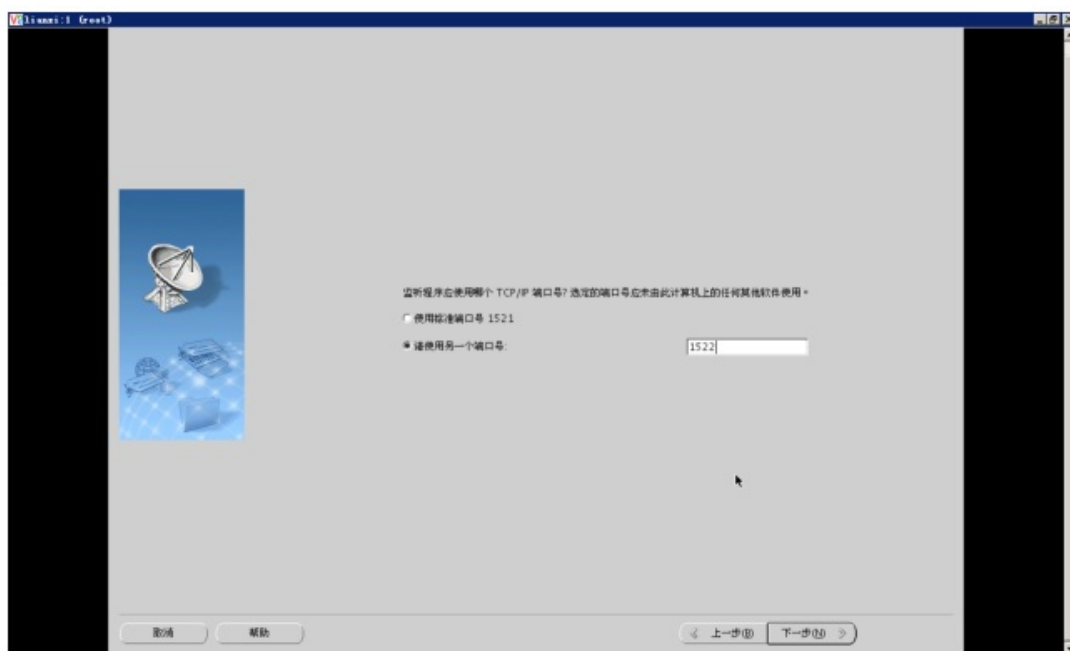 lianxi:1 (root)
监听程序应使用哪个 TCP/IP 端口号? 选定的端口号应未由此计算机上的任何其他软件使用。
使用标准端口号 1521
请使用另一个端口号:
1522
取消
帮助
上一步(B)
下一步(N)